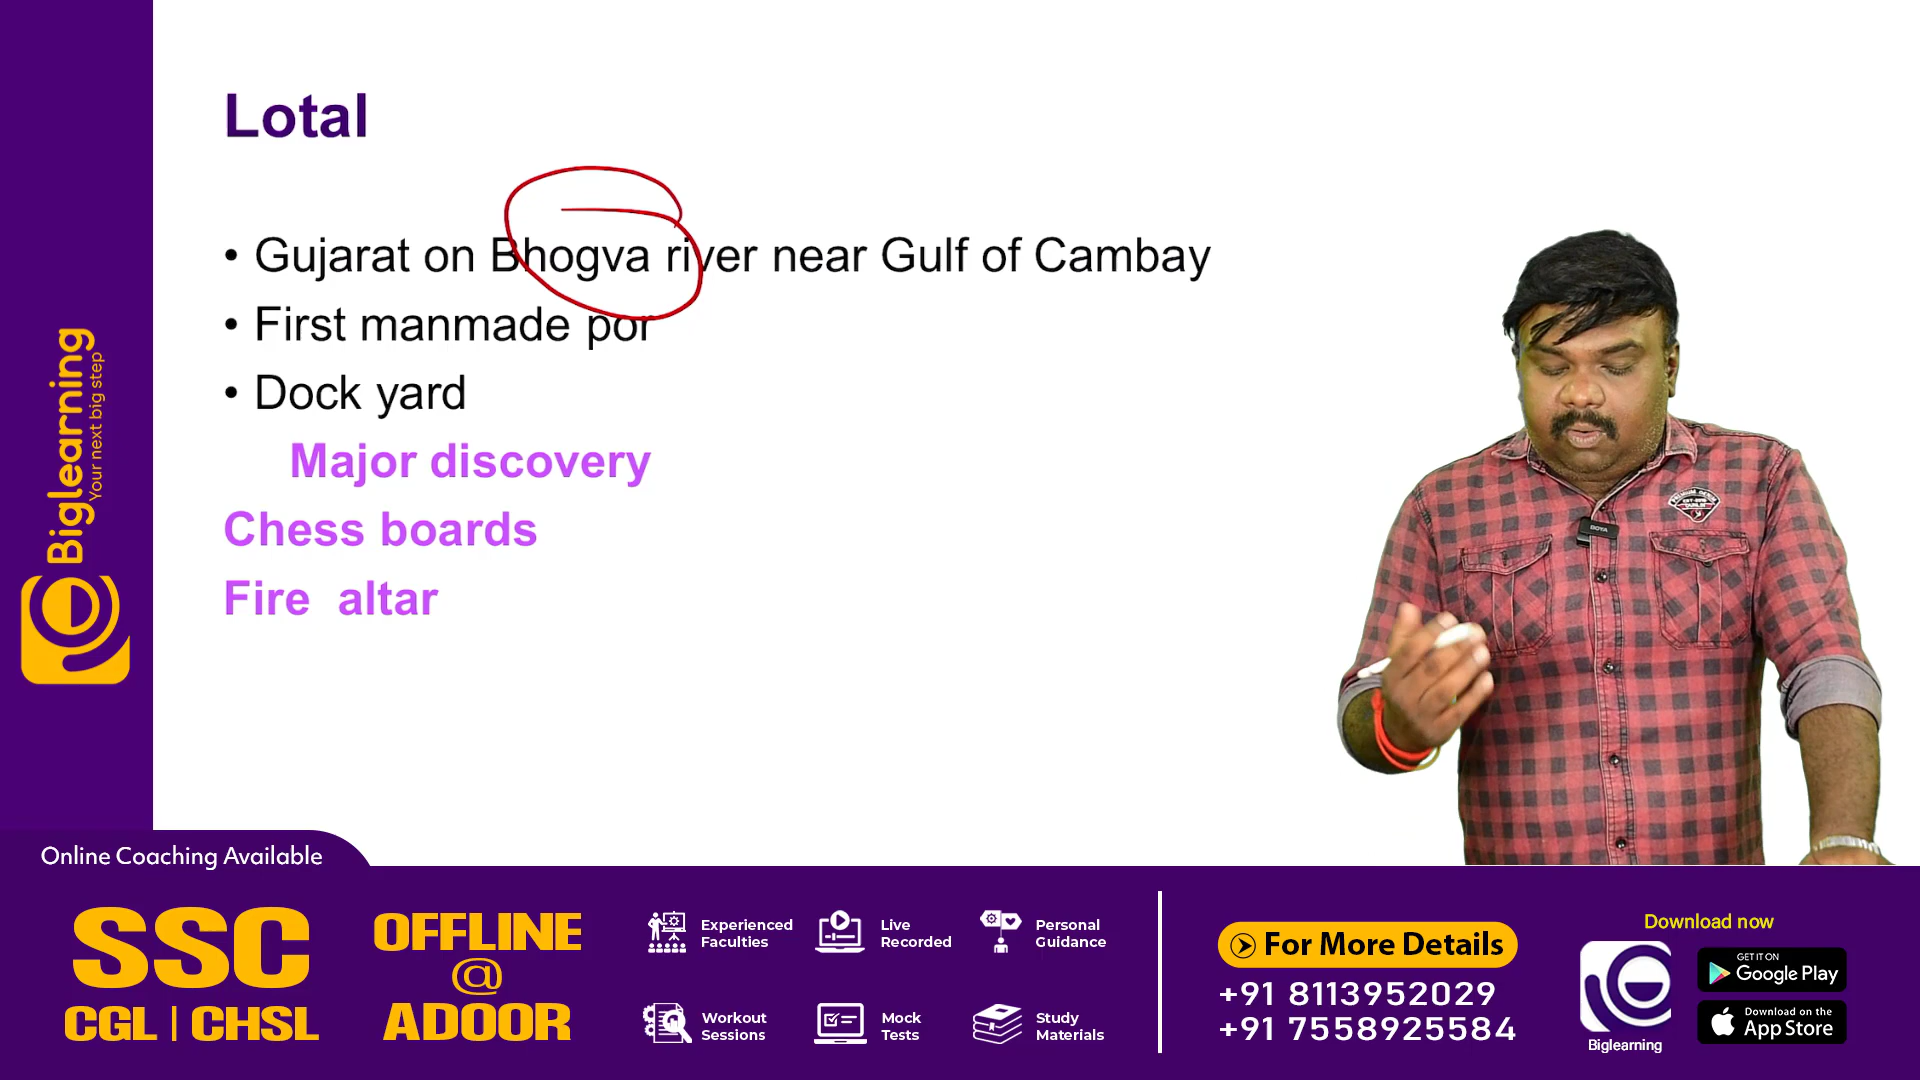 Lotal
• Gujarat on Bhogva river near Gulf of Cambay
• First manmade por
• Dock yard
Major discovery
Chess boards
Fire altar
Biglearning
Your next big step
Online Coaching Available
SSC
CGL | CHSL
OFFLINE
@
ADOOR
Experienced
Faculties
Live
Recorded
Personal
Guidance
Workout
Sessions
Mock
Tests
Study
Materials
For More Details
+91 8113952029
+91 7558925584
Download now
Biglearning
GET IT ON
Google Play
Download on the
App Store
BOYA